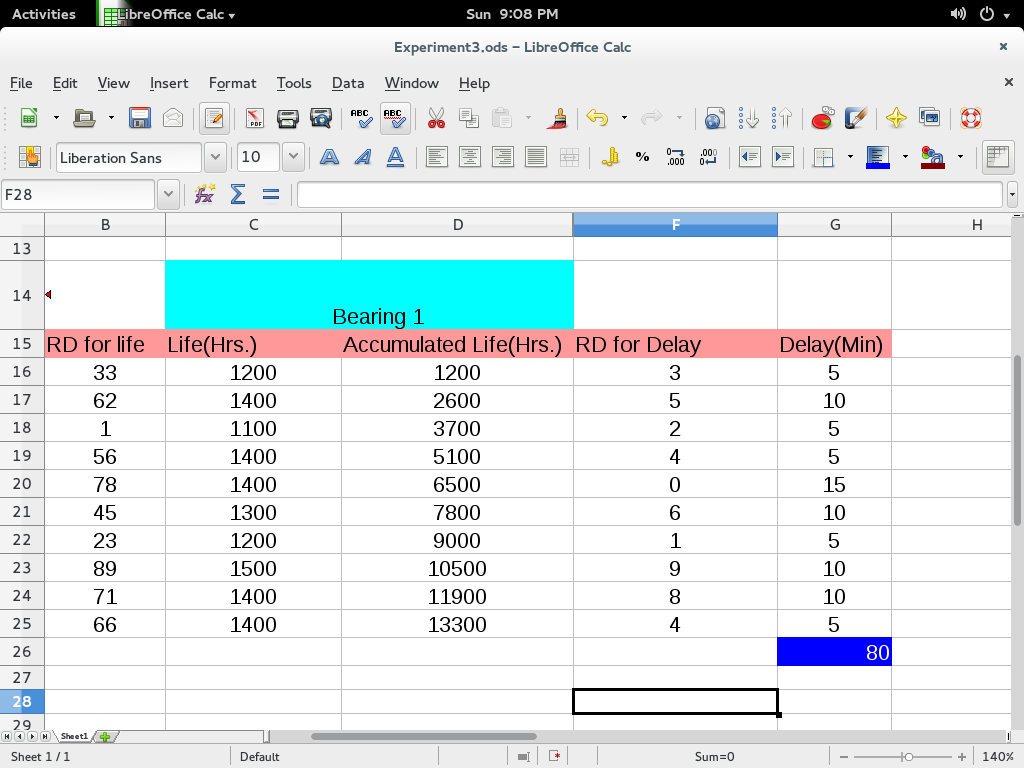 Activities LibreOffice Calc Sun 9:08 PM
Experiment3.ods – LibreOffice Calc
File Edit View Insert Format Tools Data Window Help
Liberation Sans 10
F28
B C D F G H
13
14 Bearing 1
15 RD for life Life(Hrs.) Accumulated Life(Hrs.) RD for Delay Delay(Min)
16 33 1200 1200 3 5
17 62 1400 2600 5 10
18 1 1100 3700 2 5
19 56 1400 5100 4 5
20 78 1400 6500 0 15
21 45 1300 7800 6 10
22 23 1200 9000 1 5
23 89 1500 10500 9 10
24 71 1400 11900 8 10
25 66 1400 13300 4 5
26 80
27
28
29
Sheet1
Sheet 1 / 1 Default Sum=0 140%